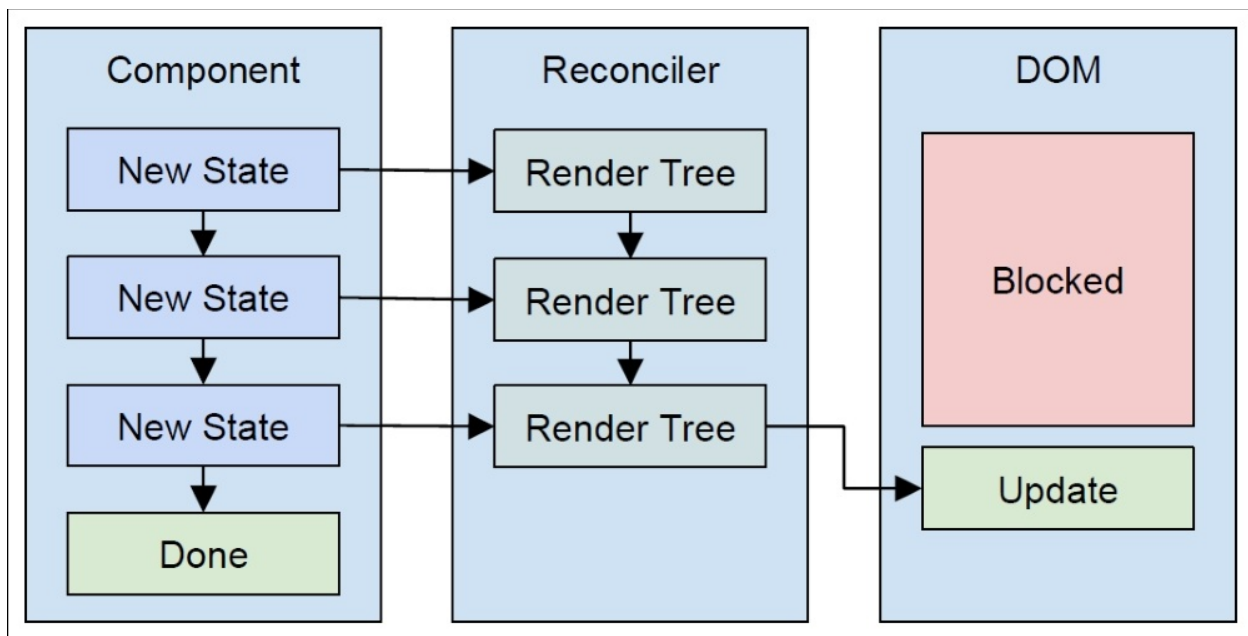 Component
New State
New State
New State
Done
Reconciler
Render Tree
Render Tree
Render Tree
DOM
Blocked
Update